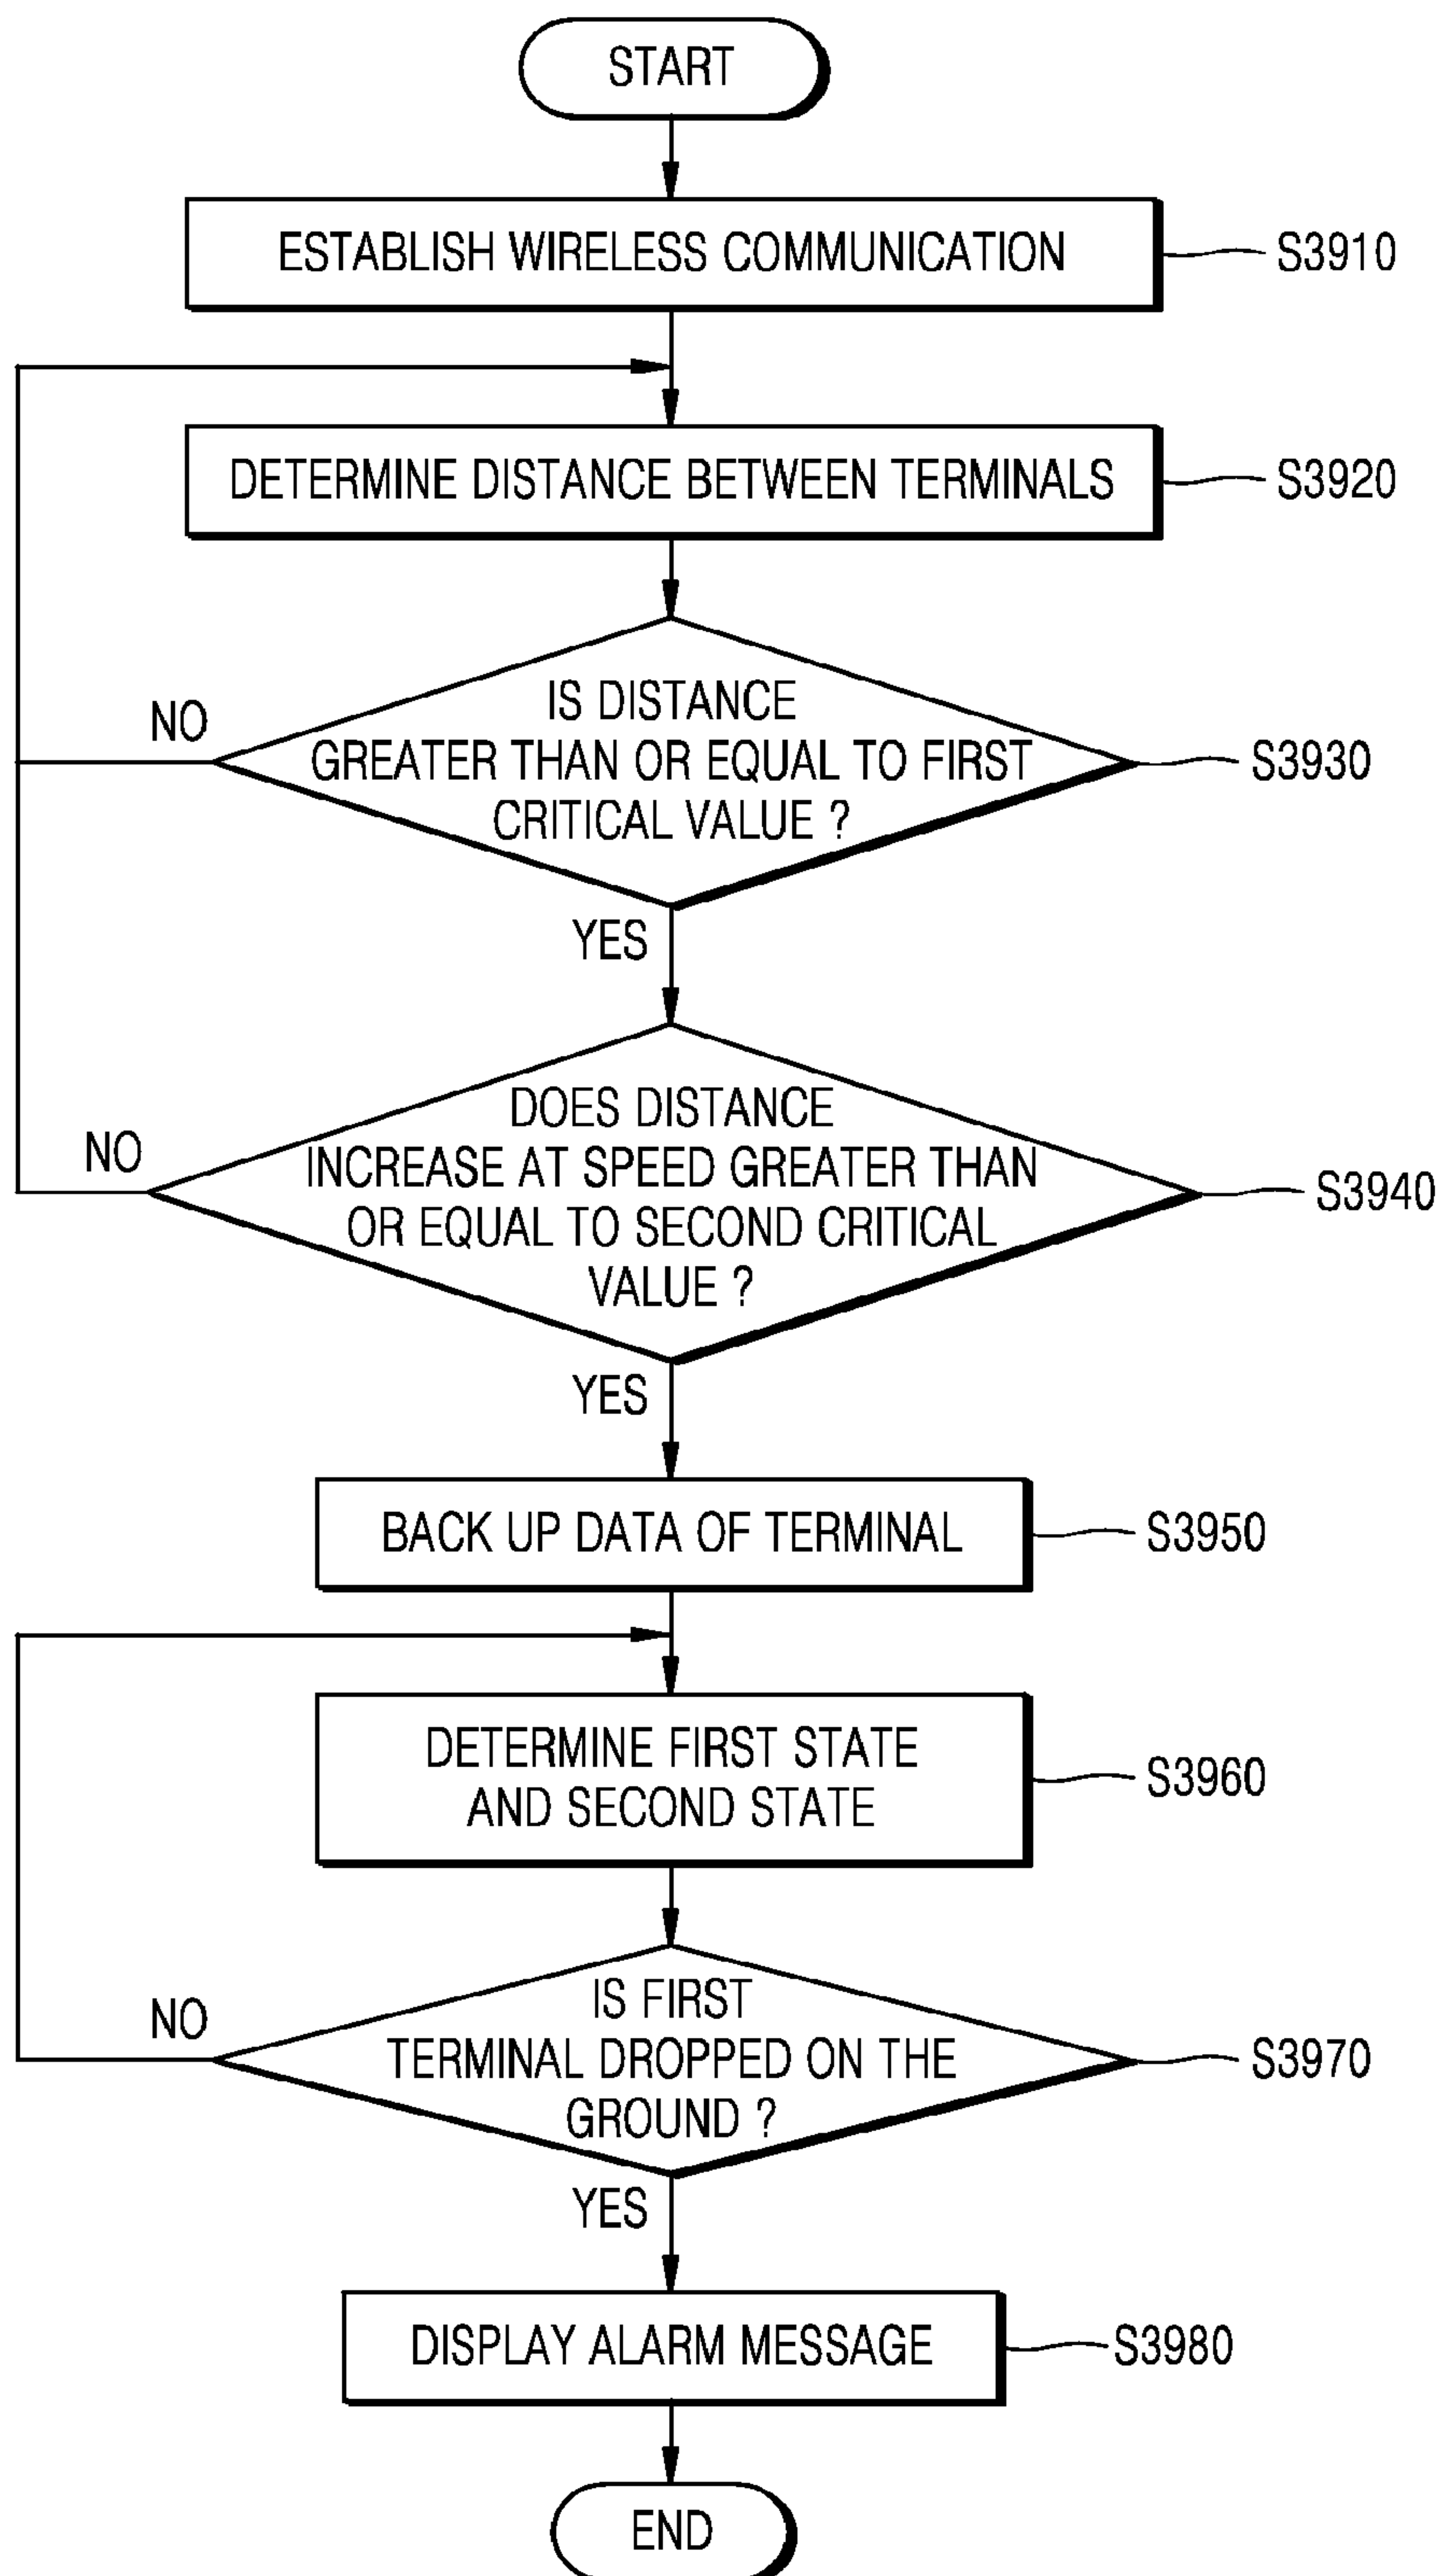 START
ESTABLISH WIRELESS COMMUNICATION
S3910
DETERMINE DISTANCE BETWEEN TERMINALS
S3920
IS DISTANCE
GREATER THAN OR EQUAL TO FIRST
CRITICAL VALUE ?
S3930
NO
YES
DOES DISTANCE
INCREASE AT SPEED GREATER THAN
OR EQUAL TO SECOND CRITICAL
VALUE ?
S3940
NO
YES
BACK UP DATA OF TERMINAL
S3950
DETERMINE FIRST STATE
AND SECOND STATE
S3960
IS FIRST
TERMINAL DROPPED ON THE
GROUND ?
S3970
NO
YES
DISPLAY ALARM MESSAGE
S3980
END